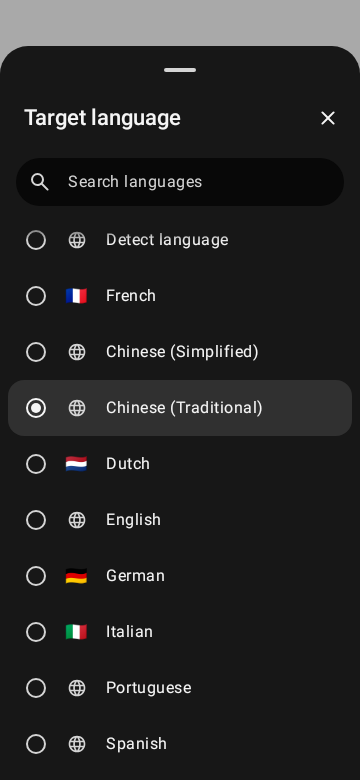 Target language
Search languages
Detect language
French
Chinese (Simplified)
Chinese (Traditional)
Dutch
English
German
Italian
Portuguese
Spanish